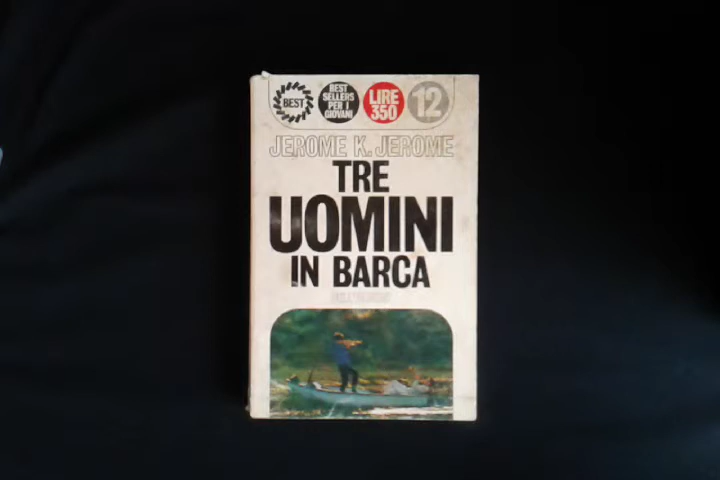 BEST
BEST
SELLERS
PER I
GIOVANI
LIRE
350
12
JEROME K. JEROME
TRE
UOMINI
IN BARCA